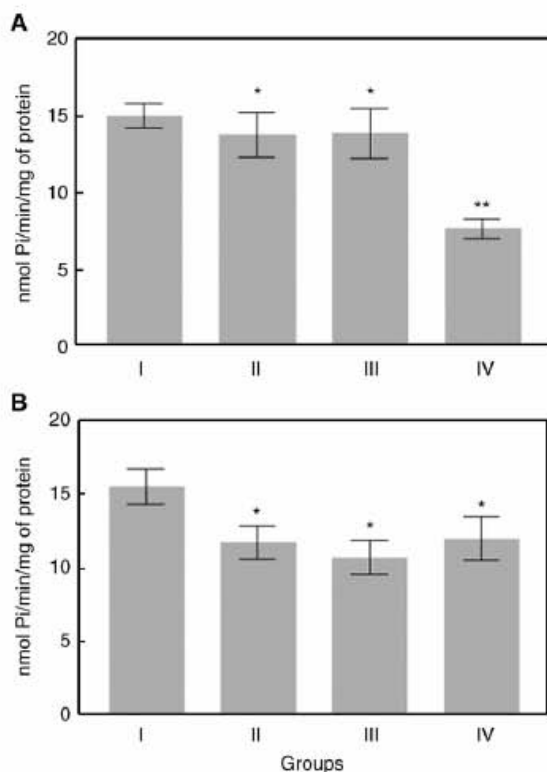 A
nmol Pi/min/mg of protein
20
15
10
5
0
* * **
I II III IV
B
nmol Pi/min/mg of protein
20
15
10
5
0
* * *
I II III IV
Groups